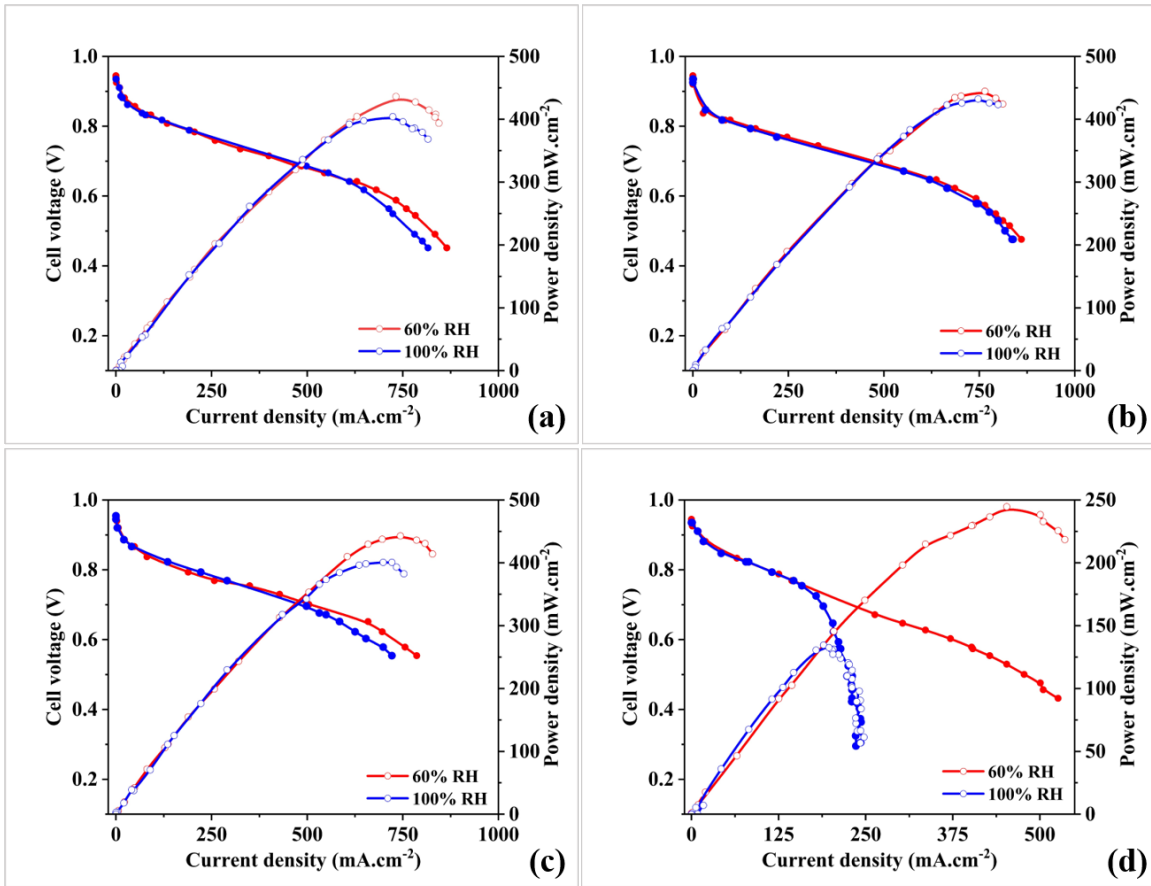 1.0
0.8
0.6
0.4
0.2
Cell voltage (V)
500
400
300
200
100
0
Power density (mW.cm⁻²)
60% RH
100% RH
0 250 500 750 1000
Current density (mA.cm⁻²)
(a)
1.0
0.8
0.6
0.4
0.2
Cell voltage (V)
500
400
300
200
100
0
Power density (mW.cm⁻²)
60% RH
100% RH
0 250 500 750 1000
Current density (mA.cm⁻²)
(b)
1.0
0.8
0.6
0.4
0.2
Cell voltage (V)
500
400
300
200
100
0
Power density (mW.cm⁻²)
60% RH
100% RH
0 250 500 750 1000
Current density (mA.cm⁻²)
(c)
1.0
0.8
0.6
0.4
0.2
Cell voltage (V)
250
200
150
100
50
0
Power density (mW.cm⁻²)
60% RH
100% RH
0 125 250 375 500
Current density (mA.cm⁻²)
(d)